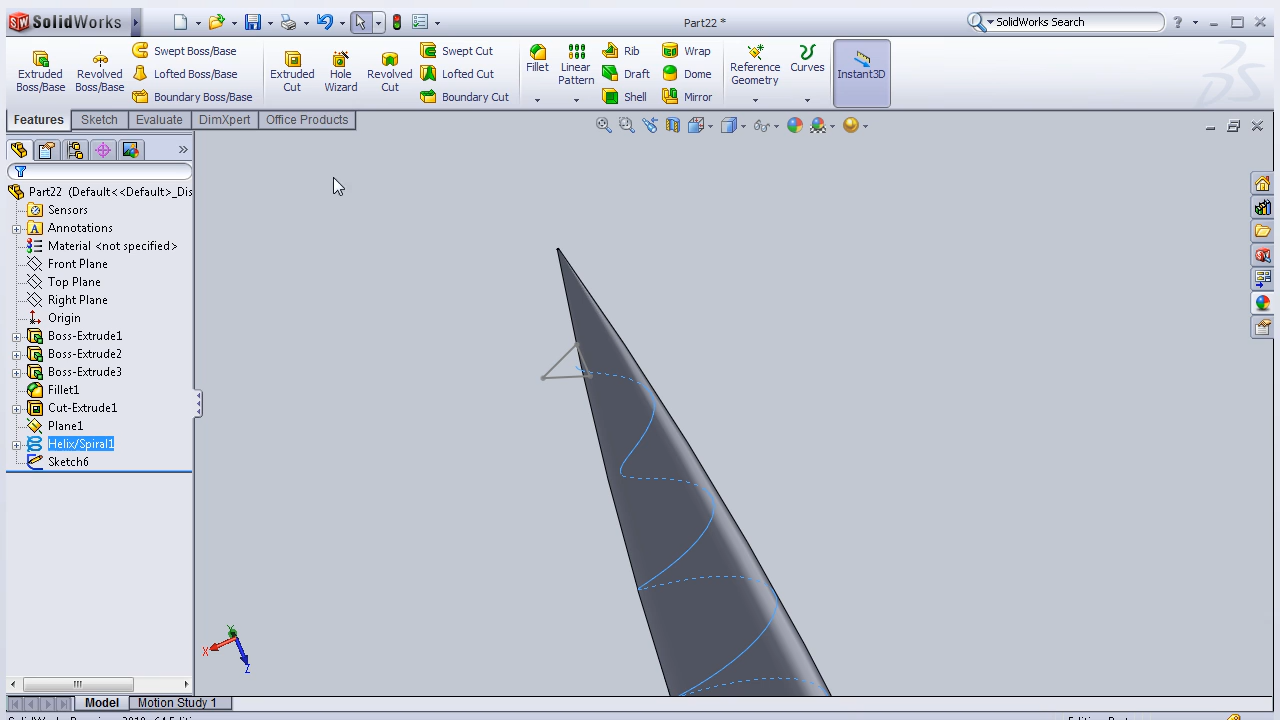 SolidWorks
Part22 *
SolidWorks Search
Extruded Boss/Base
Revolved Boss/Base
Swept Boss/Base
Lofted Boss/Base
Boundary Boss/Base
Extruded Cut
Hole Wizard
Revolved Cut
Swept Cut
Lofted Cut
Boundary Cut
Fillet
Linear Pattern
Rib
Draft
Shell
Wrap
Dome
Mirror
Reference Geometry
Curves
Instant3D
Features
Sketch
Evaluate
DimXpert
Office Products
Part22 (Default<<Default>_Dis
Sensors
Annotations
Material <not specified>
Front Plane
Top Plane
Right Plane
Origin
Boss-Extrude1
Boss-Extrude2
Boss-Extrude3
Fillet1
Cut-Extrude1
Plane1
Helix/Spiral1
Sketch6
Y
X
Z
Model
Motion Study 1